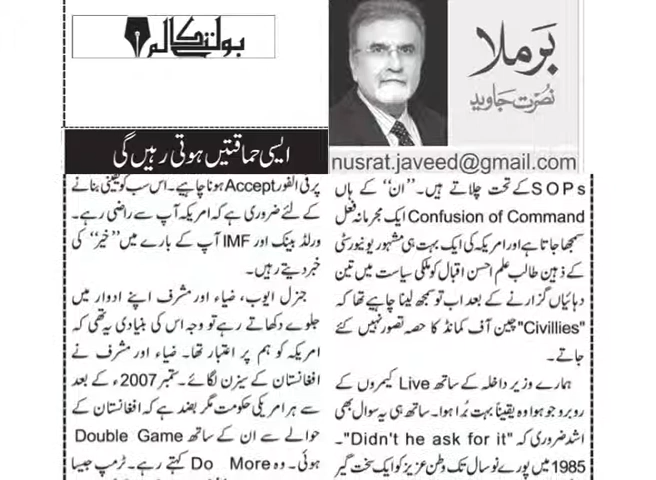 بولتے کالم
بَرملا
نصرت جاوید
nusrat.javeed@gmail.com
ایسی حماقتیں ہوتی رہیں گی
SOPs کے تحت چلاتے ہیں۔ ’’ان‘‘ کے ہاں
Confusion of Command ایک مجرمانہ فعل
سمجھا جاتا ہے اور امریکہ کی ایک بہت ہی مشہور یونیورسٹی
کے ذہین طالب علم احسن اقبال کو ملکی سیاست میں تین
دہائیاں گزارنے کے بعد اب تو سمجھ لینا چاہیے تھا کہ
"Civillies" چین آف کمانڈ کا حصہ تصور نہیں کئے
جاتے۔
ہمارے وزیر داخلہ کے ساتھ Live کیمروں کے
روبرو جو ہوا وہ یقیناً بہت بُرا ہوا۔ ساتھ ہی یہ سوال بھی
اشد ضروری کہ "Didn't he ask for it"۔
1985 میں پورے نو سال تک وطن عزیز کو ایک سخت گیر
پر فی الفور Accept ہونا چاہیے۔ اس سب کو یقینی بنانے
کے لئے ضروری ہے کہ امریکہ آپ سے راضی رہے۔
ورلڈ بینک اور IMF آپ کے بارے میں ’’خیر‘‘ کی
خبر دیتے رہیں۔
جنرل ایوب، ضیاء اور مشرف اپنے ادوار میں
جلوے دکھاتے رہے تو وجہ اس کی بنیادی یہ تھی کہ
امریکہ کو ہم پر اعتبار تھا۔ ضیاء اور مشرف نے
افغانستان کے سیزن لگائے۔ ستمبر 2007ء کے بعد
سے ہر امریکی حکومت مگر بضد ہے کہ افغانستان کے
حوالے سے ان کے ساتھ Double Game
ہوئی۔ وہ Do More کہتے رہے۔ ٹرمپ جیسا